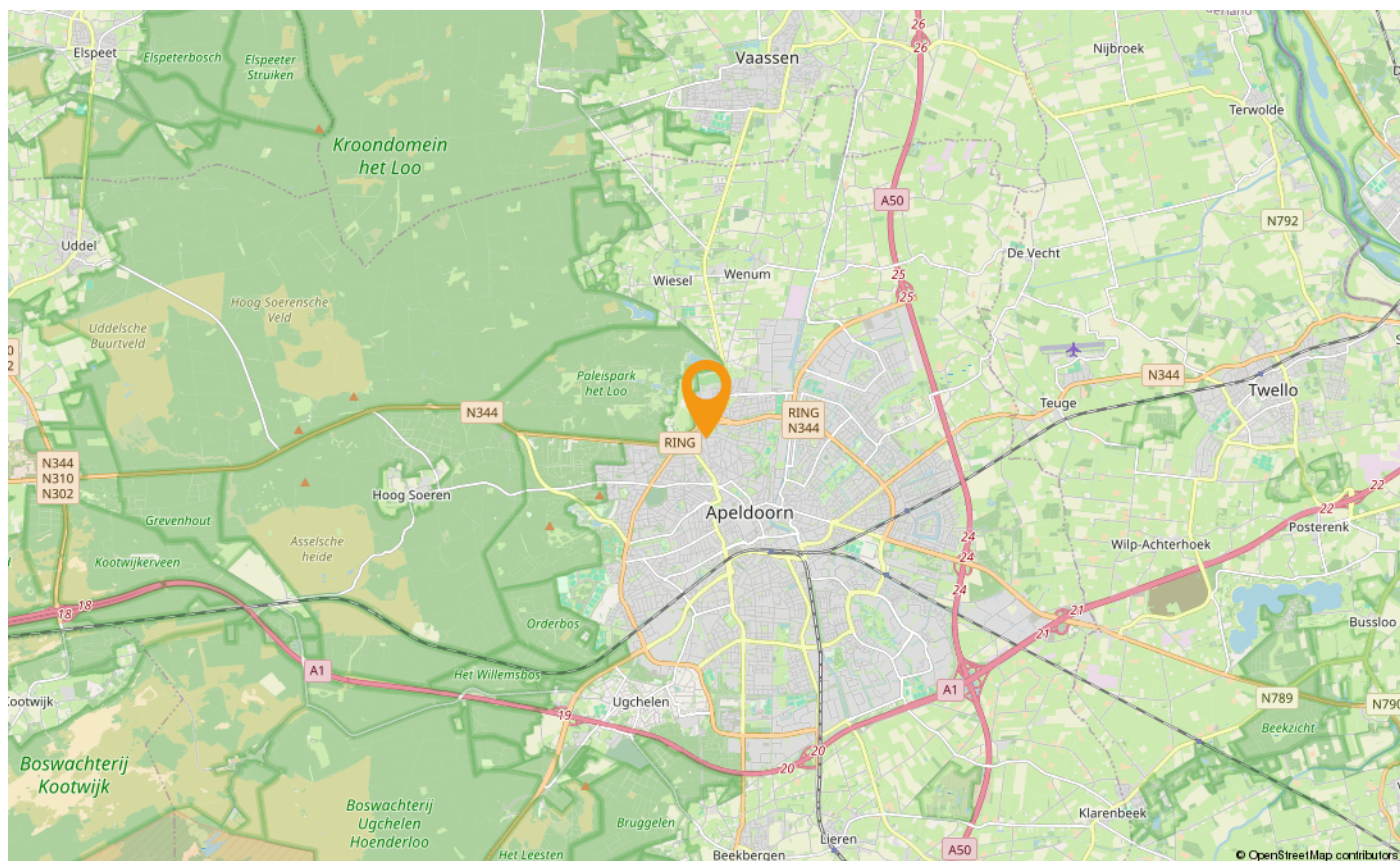 Elspeet
Elspeterbosch
Elspeeter
Struiken
Vaassen
26
26
Nijbroek
Terwolde
Kroondomein
het Loo
A50
N792
Uddel
De Vecht
Wiesel
Wenum
25
25
Hoog Soerensche
Veld
Uddelsche
Buurtveld
Paleispark
het Loo
N344
N344
Teuge
Twello
RING
N344
RING
N344
N310
N302
Hoog Soeren
Grevenhout
Apeldoorn
22
22
Posterenk
Asselsche
heide
Kootwijkerveen
24
24
24
Wilp-Achterhoek
18
18
21
21
Bussloo
Orderbos
A1
Het Willemsbos
Ugchelen
19
A1
N789
N790
Kootwijk
Beekzicht
20
20
Boswachterij
Kootwijk
Boswachterij
Ugchelen
Hoenderloo
Bruggelen
Klarenbeek
Lieren
A50
Het Leesten
Beekbergen
© OpenStreetMap contributors